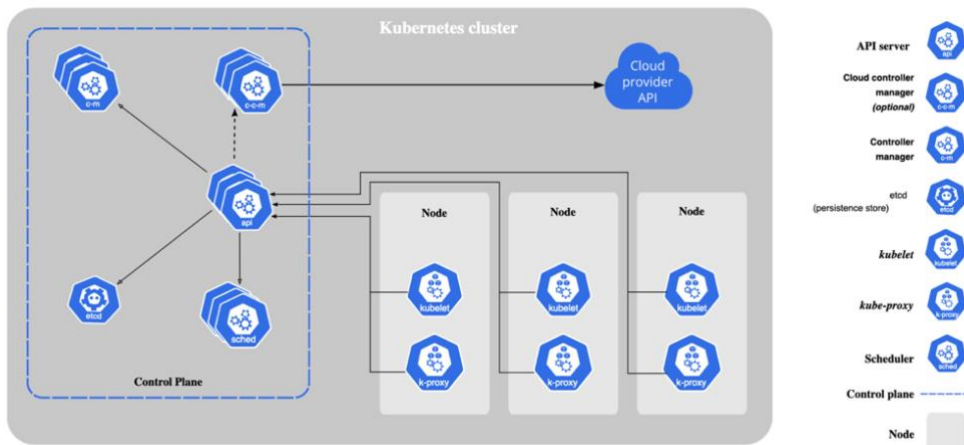 Kubernetes cluster
c-m
c-c-m
Cloud
provider
API
api
Node
Node
Node
etcd
sched
kubelet
kubelet
kubelet
k-proxy
k-proxy
k-proxy
Control Plane
API server
api
Cloud controller
manager
(optional)
c-c-m
Controller
manager
c-m
etcd
(persistence store)
etcd
kubelet
kubelet
kube-proxy
k-proxy
Scheduler
sched
Control plane
Node